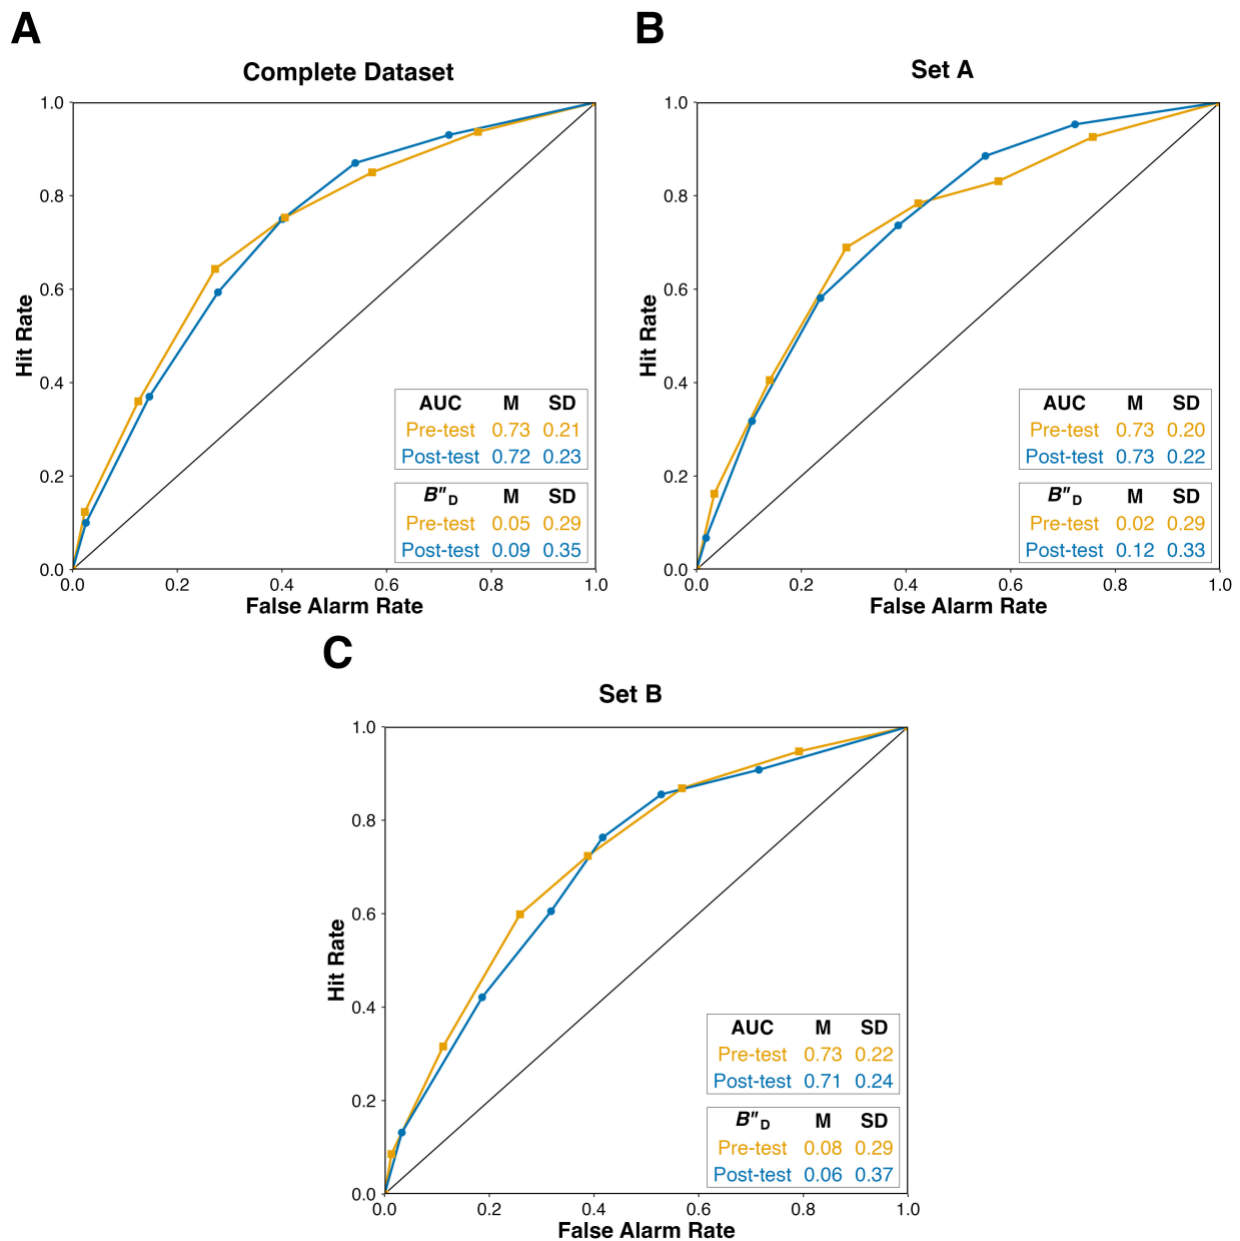 A
Complete Dataset
Hit Rate
1.0
0.8
0.6
0.4
0.2
0.0
AUC M SD
Pre-test 0.73 0.21
Post-test 0.72 0.23
B″D M SD
Pre-test 0.05 0.29
Post-test 0.09 0.35
0.0 0.2 0.4 0.6 0.8 1.0
False Alarm Rate
B
Set A
Hit Rate
1.0
0.8
0.6
0.4
0.2
0.0
AUC M SD
Pre-test 0.73 0.20
Post-test 0.73 0.22
B″D M SD
Pre-test 0.02 0.29
Post-test 0.12 0.33
0.0 0.2 0.4 0.6 0.8 1.0
False Alarm Rate
C
Set B
Hit Rate
1.0
0.8
0.6
0.4
0.2
0.0
AUC M SD
Pre-test 0.73 0.22
Post-test 0.71 0.24
B″D M SD
Pre-test 0.08 0.29
Post-test 0.06 0.37
0.0 0.2 0.4 0.6 0.8 1.0
False Alarm Rate